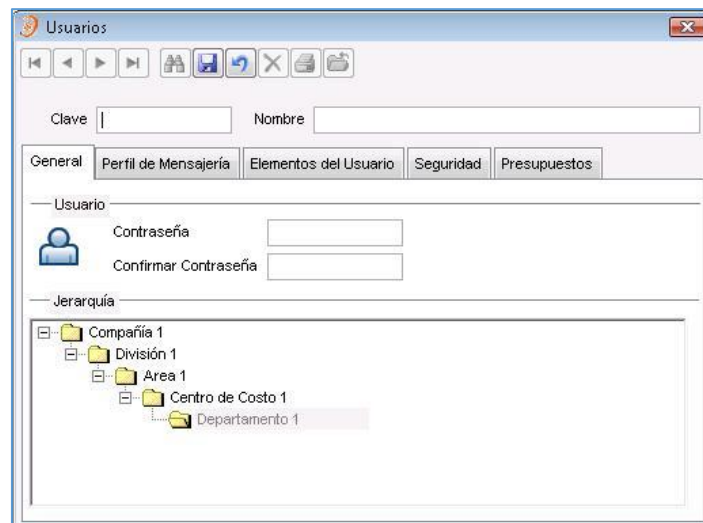 Usuarios
Clave Nombre
General Perfil de Mensajería Elementos del Usuario Seguridad Presupuestos
Usuario
Contraseña
Confirmar Contraseña
Jerarquía
Compañía 1
División 1
Area 1
Centro de Costo 1
Departamento 1